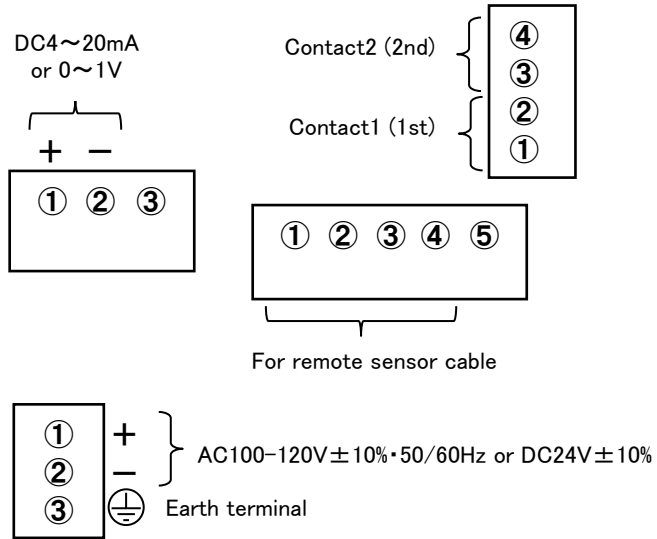 DC4～20mA
or 0～1V
+ −
① ② ③
Contact2 (2nd)
Contact1 (1st)
④
③
②
①
① ② ③ ④ ⑤
For remote sensor cable
① +
② −
③
AC100-120V±10%・50/60Hz or DC24V±10%
Earth terminal